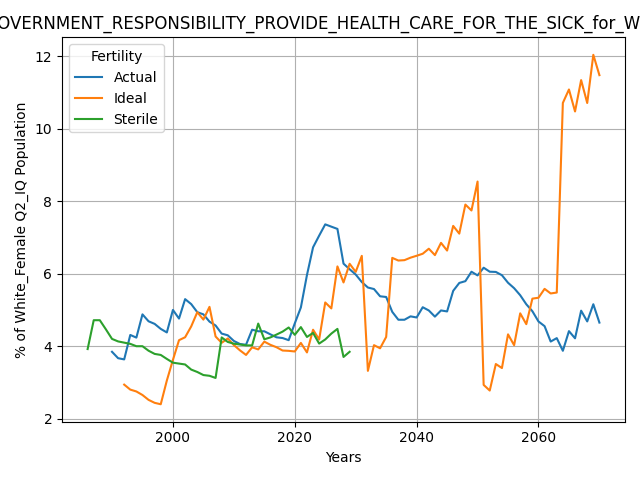 OVERNMENT_RESPONSIBILITY_PROVIDE_HEALTH_CARE_FOR_THE_SICK_for_W
Fertility
Actual
Ideal
Sterile
% of White_Female Q2_IQ Population
12
10
8
6
4
2
2000 2020 2040 2060
Years